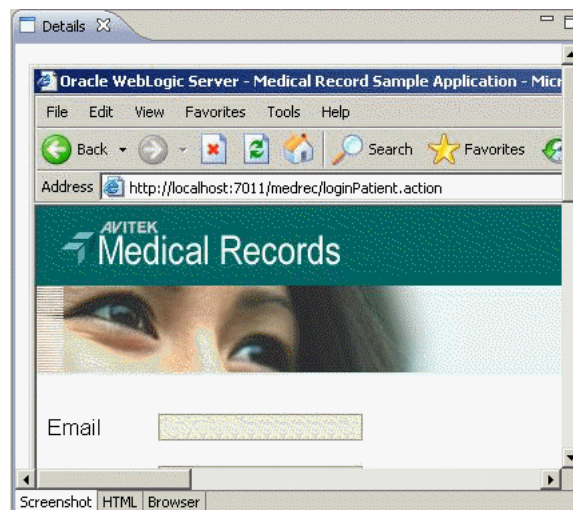 Details
Oracle WebLogic Server - Medical Record Sample Application - Micr
File Edit View Favorites Tools Help
Back Search Favorites
Address http://localhost:7011/medrec/loginPatient.action
AVITEK
Medical Records
Email
Screenshot HTML Browser